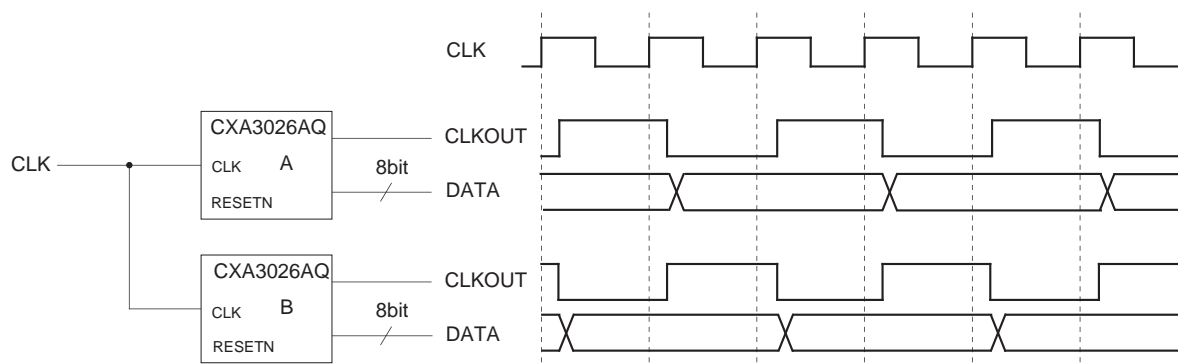 CLK
CXA3026AQ
CLKOUT
CLK
CLK A
8bit
DATA
RESETN
CXA3026AQ
CLKOUT
CLK B
8bit
DATA
RESETN